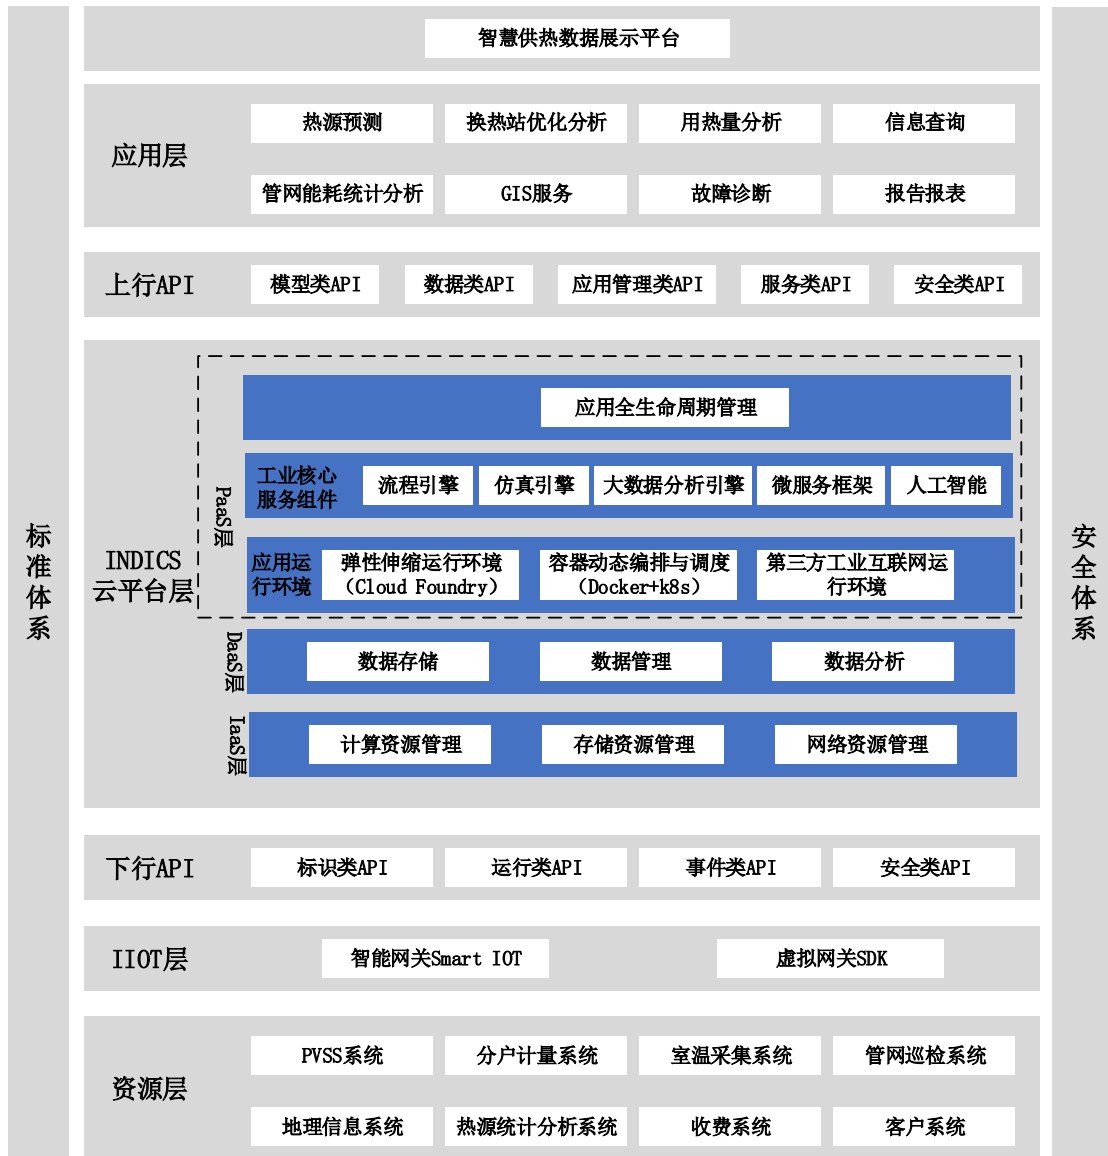 智慧供热数据展示平台
应用层
热源预测
换热站优化分析
用热量分析
信息查询
管网能耗统计分析
GIS服务
故障诊断
报告报表
上行API
模型类API
数据类API
应用管理类API
服务类API
安全类API
INDICS
云平台层
PaaS层
应用全生命周期管理
工业核心
服务组件
流程引擎
仿真引擎
大数据分析引擎
微服务框架
人工智能
应用运
行环境
弹性伸缩运行环境
（Cloud Foundry）
容器动态编排与调度
（Docker+k8s）
第三方工业互联网运
行环境
DaaS层
数据存储
数据管理
数据分析
IaaS层
计算资源管理
存储资源管理
网络资源管理
下行API
标识类API
运行类API
事件类API
安全类API
IIOT层
智能网关Smart IOT
虚拟网关SDK
资源层
PVSS系统
分户计量系统
室温采集系统
管网巡检系统
地理信息系统
热源统计分析系统
收费系统
客户系统
标准体系
安全体系